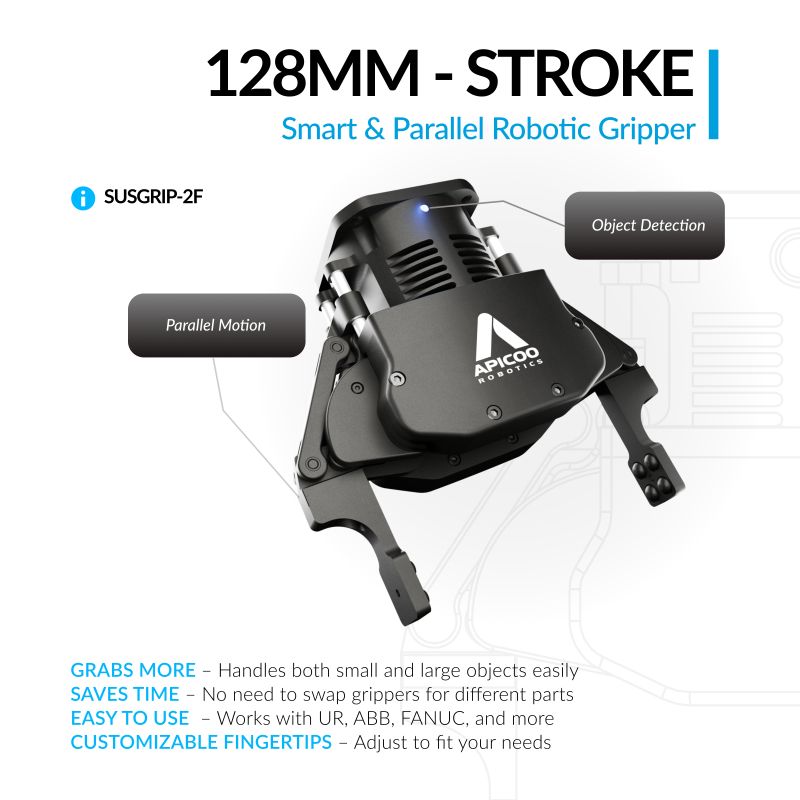 128MM - STROKE
Smart & Parallel Robotic Gripper
SUSGRIP-2F
Object Detection
Parallel Motion
APICOO
ROBOTICS
GRABS MORE – Handles both small and large objects easily
SAVES TIME – No need to swap grippers for different parts
EASY TO USE – Works with UR, ABB, FANUC, and more
CUSTOMIZABLE FINGERTIPS – Adjust to fit your needs